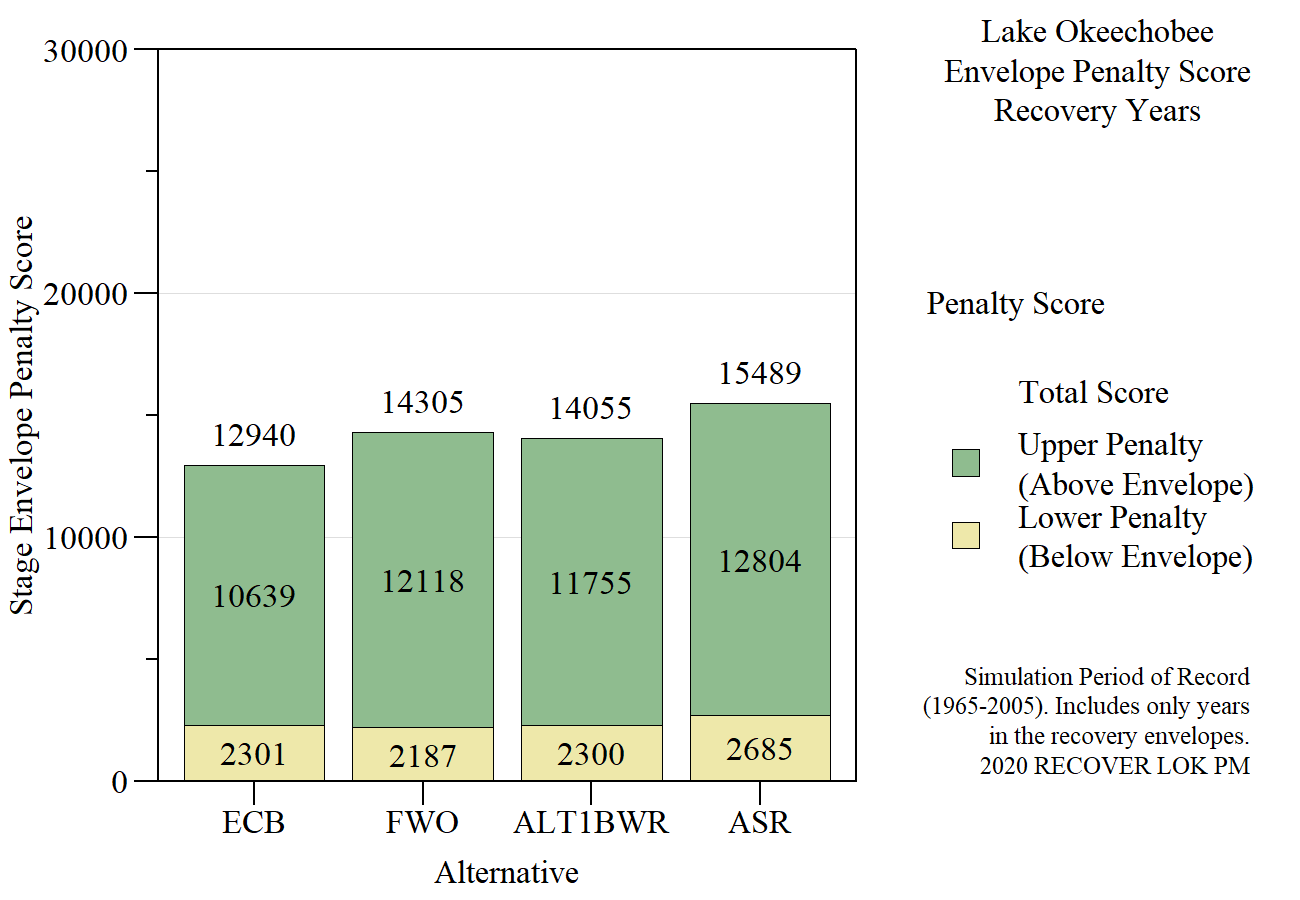 Lake Okeechobee
Envelope Penalty Score
Recovery Years
30000
20000
10000
0
Stage Envelope Penalty Score
12940
14305
14055
15489
10639
12118
11755
12804
2301
2187
2300
2685
ECB
FWO
ALT1BWR
ASR
Alternative
Penalty Score
Total Score
Upper Penalty
(Above Envelope)
Lower Penalty
(Below Envelope)
Simulation Period of Record
(1965-2005). Includes only years
in the recovery envelopes.
2020 RECOVER LOK PM